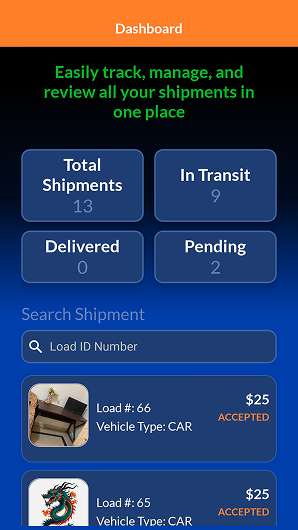 Dashboard
Easily track, manage, and
review all your shipments in
one place
Total
Shipments
13
In Transit
9
Delivered
0
Pending
2
Search Shipment
Load ID Number
Load #: 66
Vehicle Type: CAR
$25
ACCEPTED
Load #: 65
Vehicle Type: CAR
$25
ACCEPTED